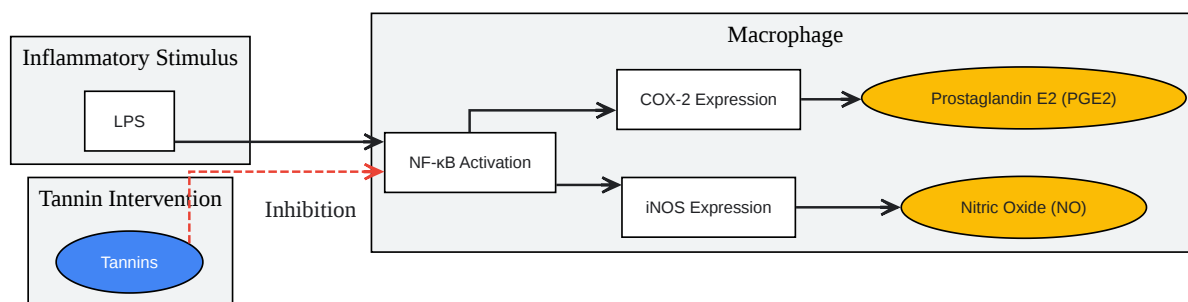 Inflammatory Stimulus
LPS
Tannin Intervention
Tannins
Inhibition
Macrophage
NF-κB Activation
COX-2 Expression
Prostaglandin E2 (PGE2)
iNOS Expression
Nitric Oxide (NO)